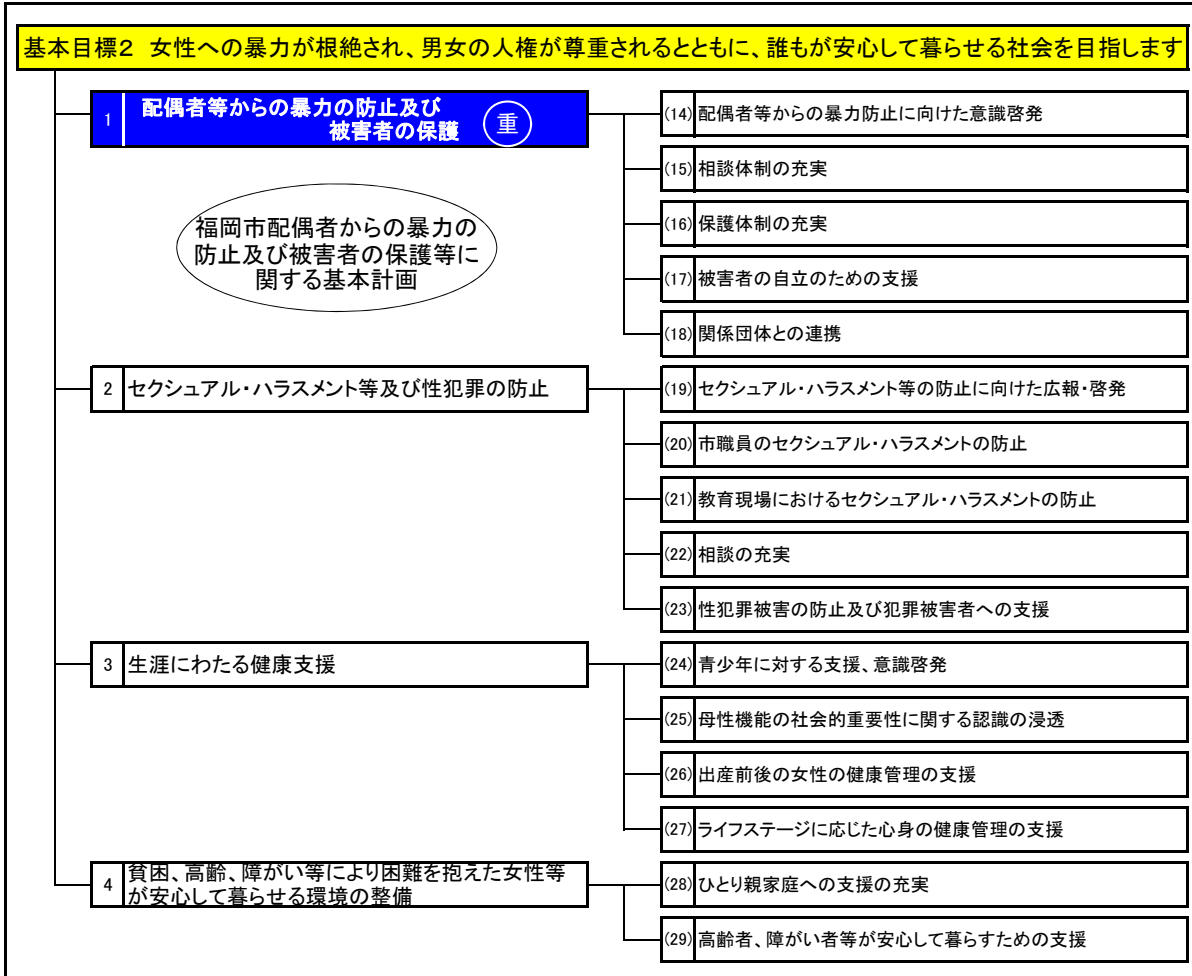 基本目標2 女性への暴力が根絶され、男女の人権が尊重されるとともに、誰もが安心して暮らせる社会を目指します
1 配偶者等からの暴力の防止及び
被害者の保護 重
福岡市配偶者からの暴力の
防止及び被害者の保護等に
関する基本計画
(14) 配偶者等からの暴力防止に向けた意識啓発
(15) 相談体制の充実
(16) 保護体制の充実
(17) 被害者の自立のための支援
(18) 関係団体との連携
2 セクシュアル・ハラスメント等及び性犯罪の防止
(19) セクシュアル・ハラスメント等の防止に向けた広報・啓発
(20) 市職員のセクシュアル・ハラスメントの防止
(21) 教育現場におけるセクシュアル・ハラスメントの防止
(22) 相談の充実
(23) 性犯罪被害の防止及び犯罪被害者への支援
3 生涯にわたる健康支援
(24) 青少年に対する支援、意識啓発
(25) 母性機能の社会的重要性に関する認識の浸透
(26) 出産前後の女性の健康管理の支援
(27) ライフステージに応じた心身の健康管理の支援
4 貧困、高齢、障がい等により困難を抱えた女性等
が安心して暮らせる環境の整備
(28) ひとり親家庭への支援の充実
(29) 高齢者、障がい者等が安心して暮らすための支援